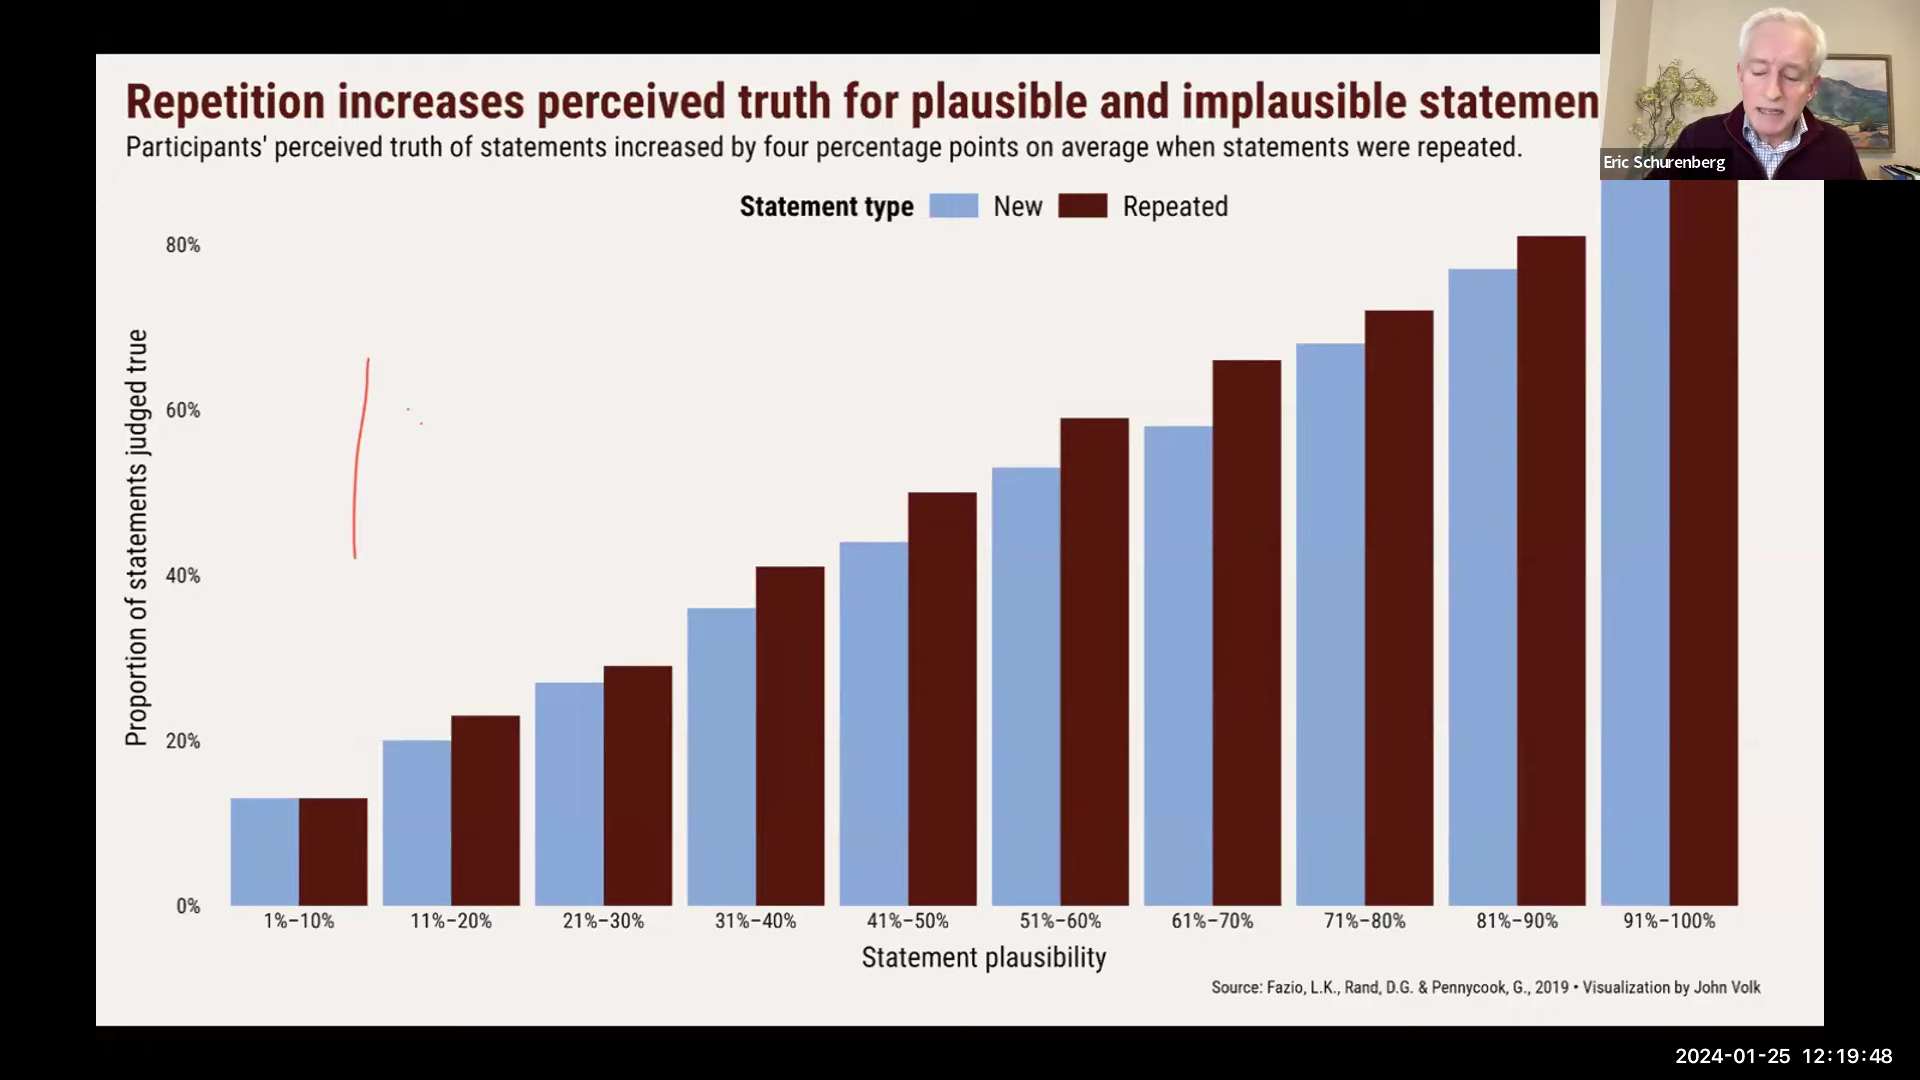 Repetition increases perceived truth for plausible and implausible statemen
Participants' perceived truth of statements increased by four percentage points on average when statements were repeated.
Eric Schurenberg
Statement type New Repeated
Proportion of statements judged true
80%
60%
40%
20%
0%
1%–10% 11%–20% 21%–30% 31%–40% 41%–50% 51%–60% 61%–70% 71%–80% 81%–90% 91%–100%
Statement plausibility
Source: Fazio, L.K., Rand, D.G. & Pennycook, G., 2019 • Visualization by John Volk
2024-01-25 12:19:48